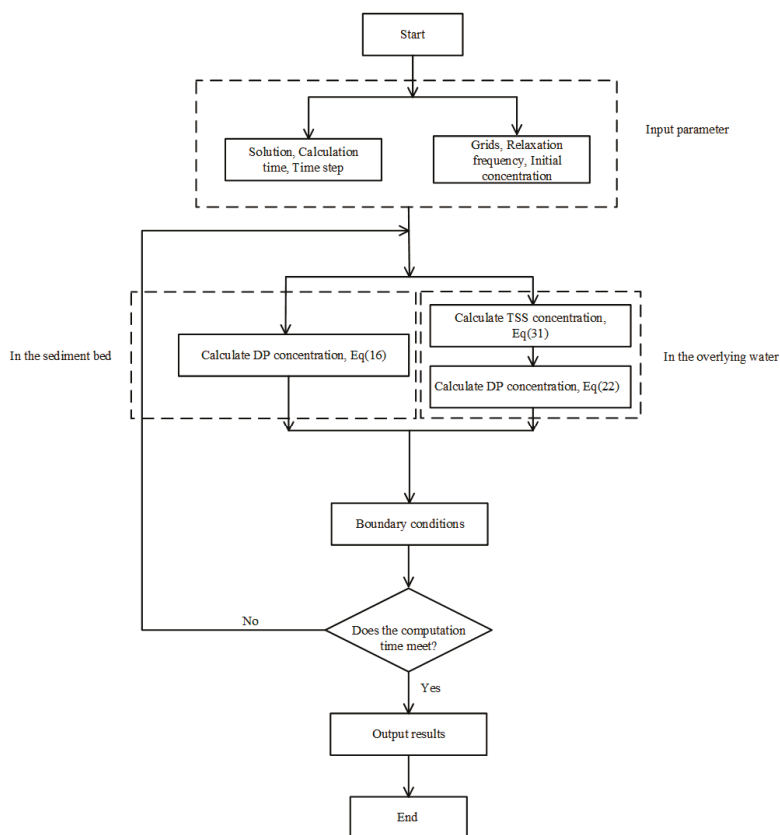 Start
Input parameter
Solution, Calculation
time, Time step
Grids, Relaxation
frequency, Initial
concentration
In the sediment bed
Calculate DP concentration, Eq(16)
Calculate TSS concentration,
Eq(31)
Calculate DP concentration, Eq(22)
In the overlying water
Boundary conditions
Does the computation
time meet?
No
Yes
Output results
End